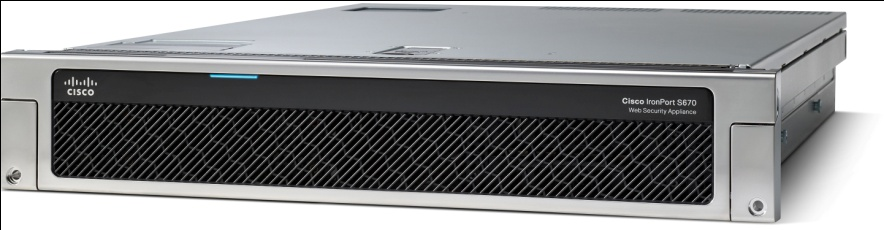 CISCO
Cisco IronPort S670
Web Security Appliance